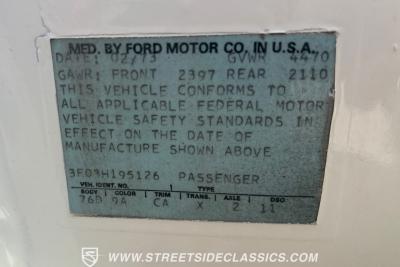 MED. BY FORD MOTOR CO. IN U.S.A.
DATE: 02/73 GVWR 4470
GAWR: FRONT 2397 REAR 2110
THIS VEHICLE CONFORMS TO
ALL APPLICABLE FEDERAL MOTOR
VEHICLE SAFETY STANDARDS IN
EFFECT ON THE DATE OF
MANUFACTURE SHOWN ABOVE
3F03H195126 PASSENGER
VEH. IDENT. NO. TYPE
BODY COLOR TRIM TRANS. AXLE DSO
76D 9A CA X 2 11
S WWW.STREETSIDECLASSICS.COM